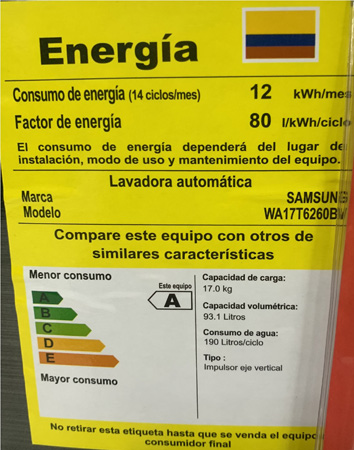 Energía
Consumo de energía (14 ciclos/mes) 12 kWh/mes
Factor de energía 80 l/kWh/ciclo
El consumo de energía dependerá del lugar de
instalación, modo de uso y mantenimiento del equipo.
Lavadora automática
Marca SAMSUNG
Modelo WA17T6260BW
Compare este equipo con otros de
similares características
Menor consumo
Este equipo
A
A
B
C
D
E
Mayor consumo
Capacidad de carga:
17.0 kg
Capacidad volumétrica:
93.1 Litros
Consumo de agua:
190 Litros/ciclo
Tipo :
Impulsor eje vertical
No retirar esta etiqueta hasta que se venda el equipo
consumidor final